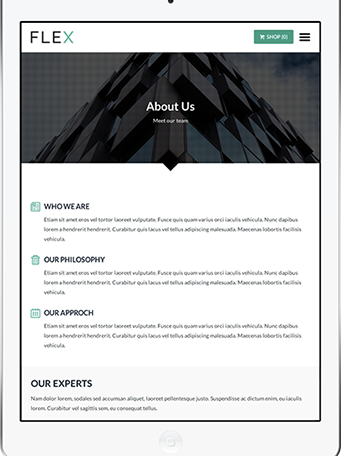 FLEX
SHOP (0)
About Us
Meet our team
WHO WE ARE
Etiam sit amet eros vel tortor laoreet vulputate. Fusce quis quam varius orci iaculis vehicula. Nunc dapibus
lorem a hendrerit hendrerit. Curabitur quis lacus vel tellus adipiscing malesuada. Maecenas lobortis facilisis
vehicula.
OUR PHILOSOPHY
Etiam sit amet eros vel tortor laoreet vulputate. Fusce quis quam varius orci iaculis vehicula. Nunc dapibus
lorem a hendrerit hendrerit. Curabitur quis lacus vel tellus adipiscing malesuada. Maecenas lobortis facilisis
vehicula.
OUR APPROCH
Etiam sit amet eros vel tortor laoreet vulputate. Fusce quis quam varius orci iaculis vehicula. Nunc dapibus
lorem a hendrerit hendrerit. Curabitur quis lacus vel tellus adipiscing malesuada. Maecenas lobortis facilisis
vehicula.
OUR EXPERTS
Nam dolor lorem, sodales sed accumsan aliquet, laoreet pellentesque justo. Suspendisse ac dictum enim, eu iaculis
lorem. Curabitur vel sagittis sem, eu consequat tellus.